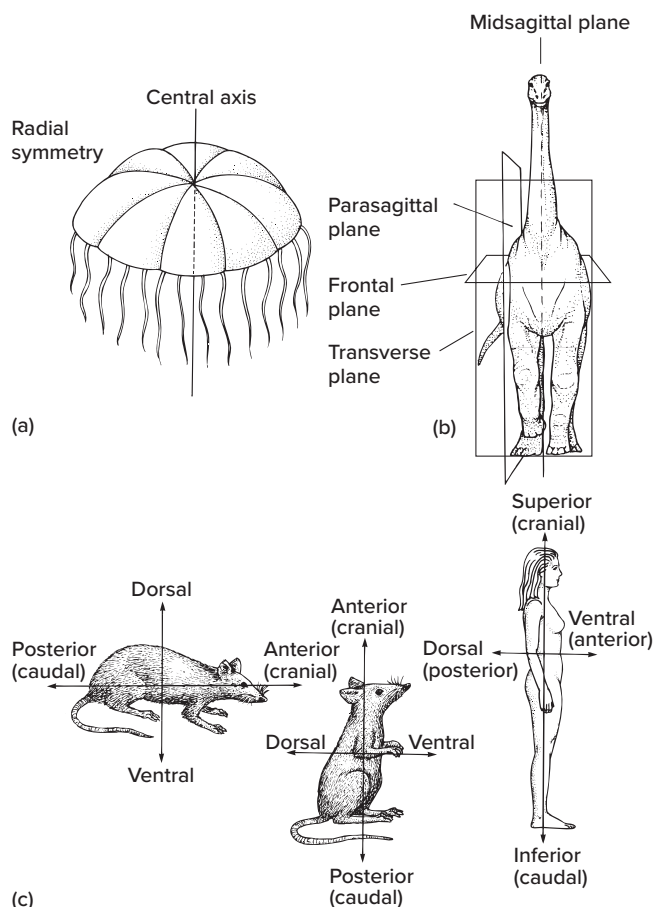 Central axis
Radial
symmetry
(a)
Midsagittal plane
Parasagittal
plane
Frontal
plane
Transverse
plane
(b)
Dorsal
Posterior
(caudal)
Anterior
(cranial)
Ventral
Anterior
(cranial)
Dorsal
Ventral
Posterior
(caudal)
Superior
(cranial)
Dorsal
(posterior)
Ventral
(anterior)
Inferior
(caudal)
(c)